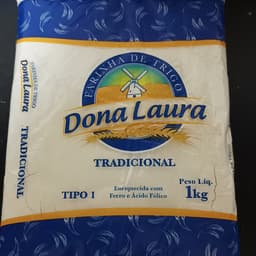 FARINHA DE TRIGO
Dona Laura
TRADICIONAL
TIPO 1
Enriquecida com
Ferro e Ácido Fólico
Peso Líq.
1kg
FARINHA DE TRIGO
Dona Laura
TRADICIONAL